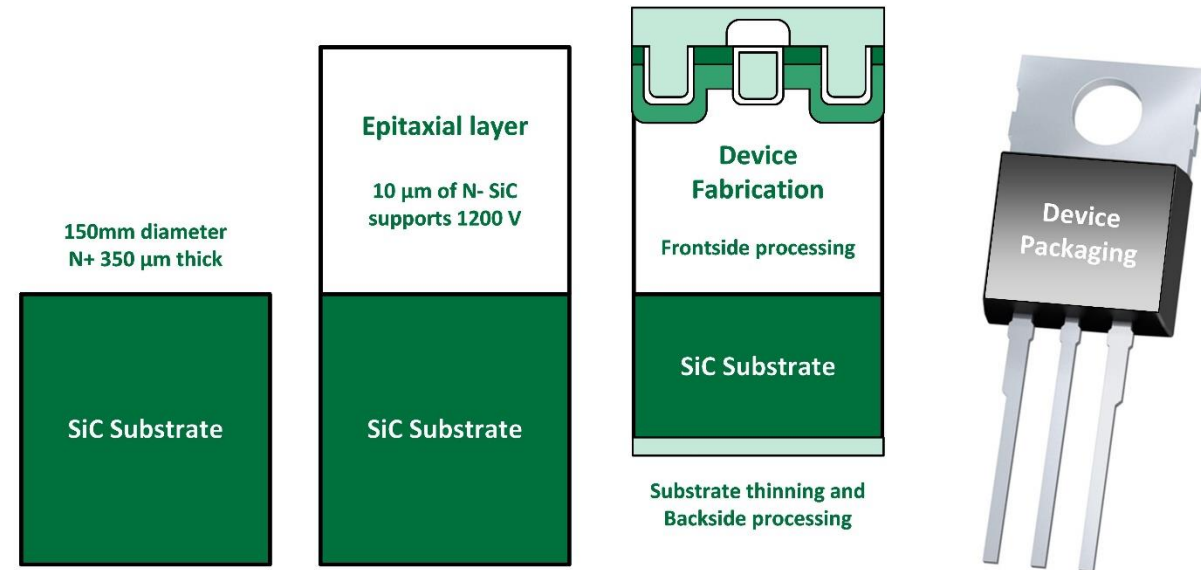 150mm diameter
N+ 350 µm thick
SiC Substrate
Epitaxial layer
10 µm of N- SiC
supports 1200 V
SiC Substrate
Device
Fabrication
Frontside processing
SiC Substrate
Substrate thinning and
Backside processing
Device
Packaging